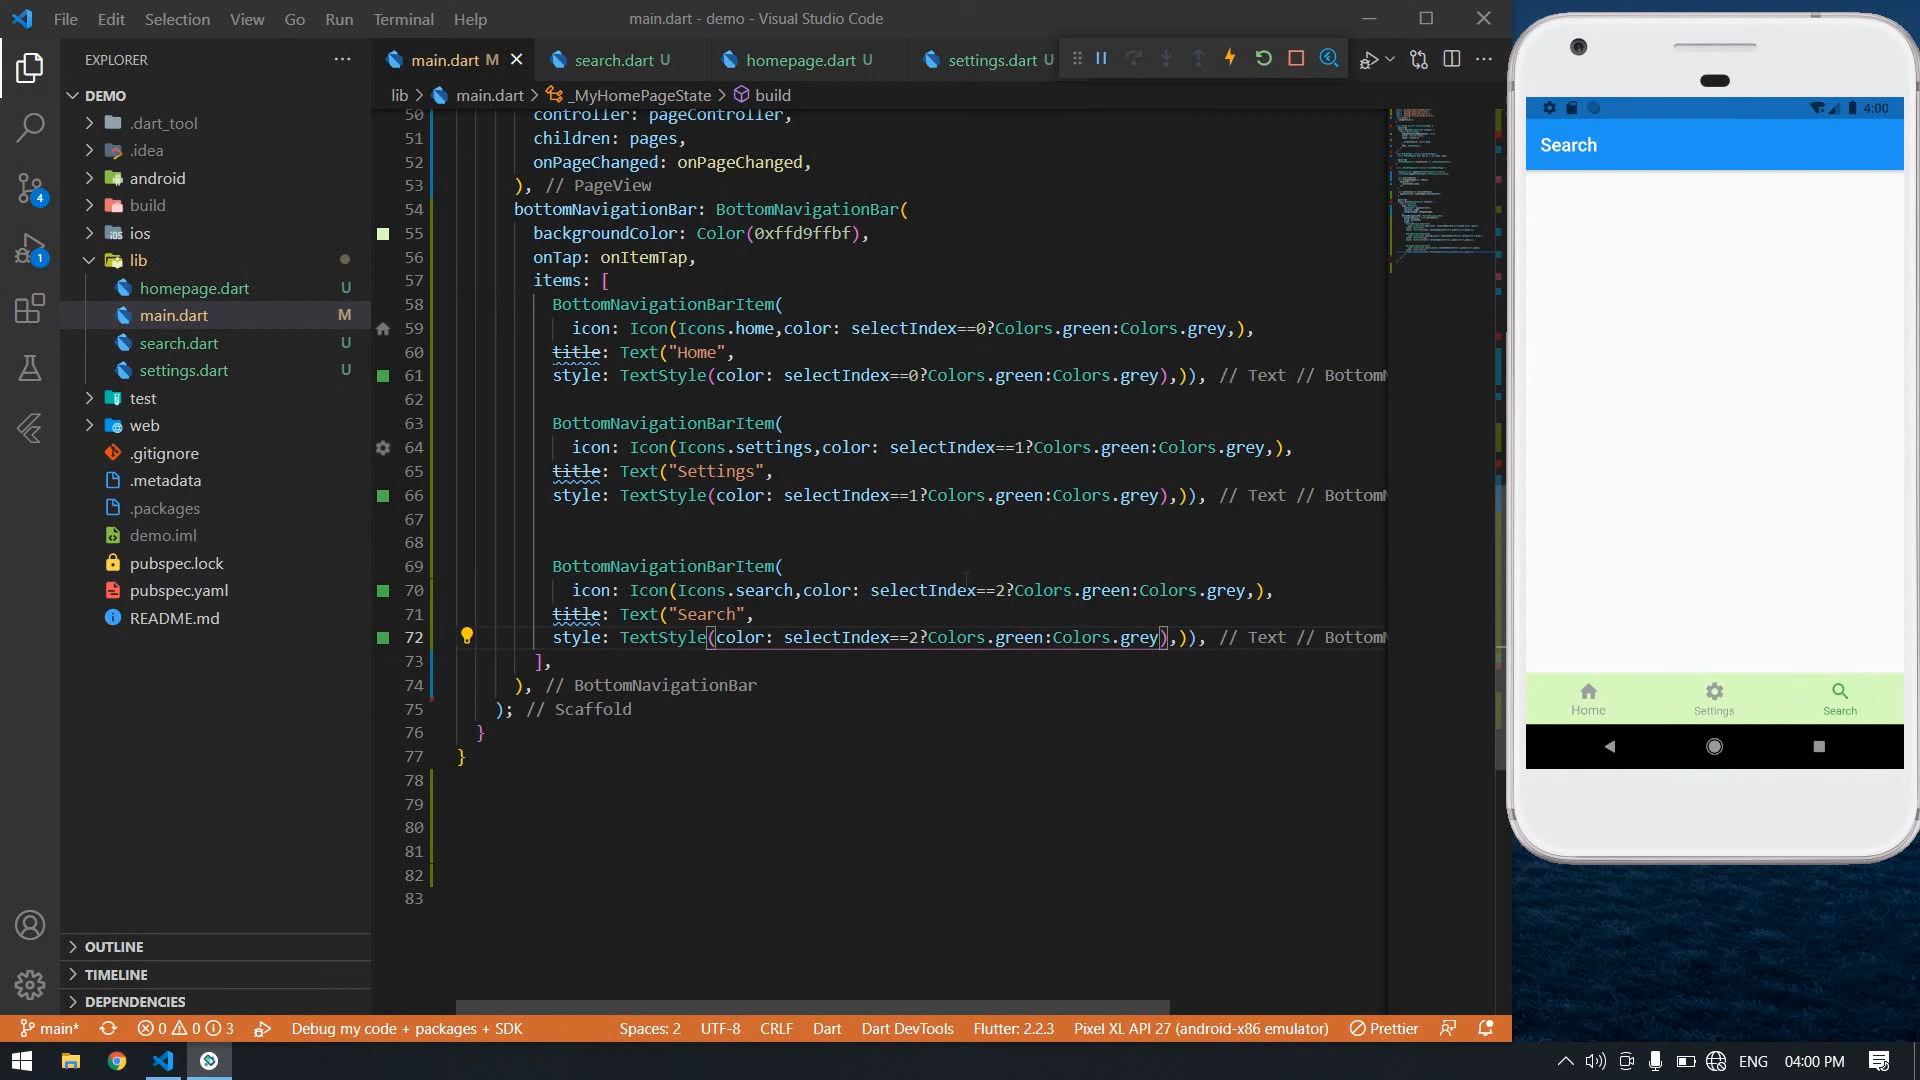 File Edit Selection View Go Run Terminal Help
main.dart - demo - Visual Studio Code
EXPLORER
main.dart M
search.dart U
homepage.dart U
settings.dart U
lib > main.dart > _MyHomePageState > build
DEMO
.dart_tool
.idea
android
build
ios
lib
homepage.dart U
main.dart M
search.dart U
settings.dart U
test
web
.gitignore
.metadata
.packages
demo.iml
pubspec.lock
pubspec.yaml
README.md
OUTLINE
TIMELINE
DEPENDENCIES
4
1
50 controller: pageController,
51 children: pages,
52 onPageChanged: onPageChanged,
53 ), // PageView
54 bottomNavigationBar: BottomNavigationBar(
55 backgroundColor: Color(0xffd9ffbf),
56 onTap: onItemTap,
57 items: [
58 BottomNavigationBarItem(
59 icon: Icon(Icons.home,color: selectIndex==0?Colors.green:Colors.grey,),
60 title: Text("Home",
61 style: TextStyle(color: selectIndex==0?Colors.green:Colors.grey),)), // Text // Bottom
62
63 BottomNavigationBarItem(
64 icon: Icon(Icons.settings,color: selectIndex==1?Colors.green:Colors.grey,),
65 title: Text("Settings",
66 style: TextStyle(color: selectIndex==1?Colors.green:Colors.grey),)), // Text // Bottom
67
68
69 BottomNavigationBarItem(
70 icon: Icon(Icons.search,color: selectIndex==2?Colors.green:Colors.grey,),
71 title: Text("Search",
72 style: TextStyle(color: selectIndex==2?Colors.green:Colors.grey),)), // Text // Bottom
73 ],
74 ), // BottomNavigationBar
75 ); // Scaffold
76 }
77 }
78
79
80
81
82
83
4:00
Search
Home Settings Search
main* 0 0 3 Debug my code + packages + SDK Spaces: 2 UTF-8 CRLF Dart Dart DevTools Flutter: 2.2.3 Pixel XL API 27 (android-x86 emulator) Prettier
ENG 04:00 PM